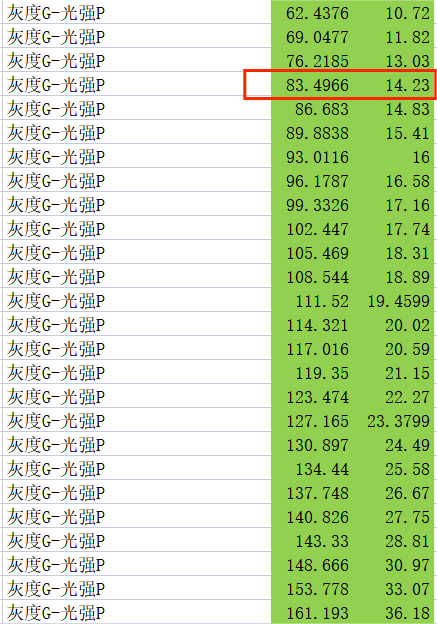 灰度G-光强P 62.4376 10.72
灰度G-光强P 69.0477 11.82
灰度G-光强P 76.2185 13.03
灰度G-光强P 83.4966 14.23
灰度G-光强P 86.683 14.83
灰度G-光强P 89.8838 15.41
灰度G-光强P 93.0116 16
灰度G-光强P 96.1787 16.58
灰度G-光强P 99.3326 17.16
灰度G-光强P 102.447 17.74
灰度G-光强P 105.469 18.31
灰度G-光强P 108.544 18.89
灰度G-光强P 111.52 19.4599
灰度G-光强P 114.321 20.02
灰度G-光强P 117.016 20.59
灰度G-光强P 119.35 21.15
灰度G-光强P 123.474 22.27
灰度G-光强P 127.165 23.3799
灰度G-光强P 130.897 24.49
灰度G-光强P 134.44 25.58
灰度G-光强P 137.748 26.67
灰度G-光强P 140.826 27.75
灰度G-光强P 143.33 28.81
灰度G-光强P 148.666 30.97
灰度G-光强P 153.778 33.07
灰度G-光强P 161.193 36.18